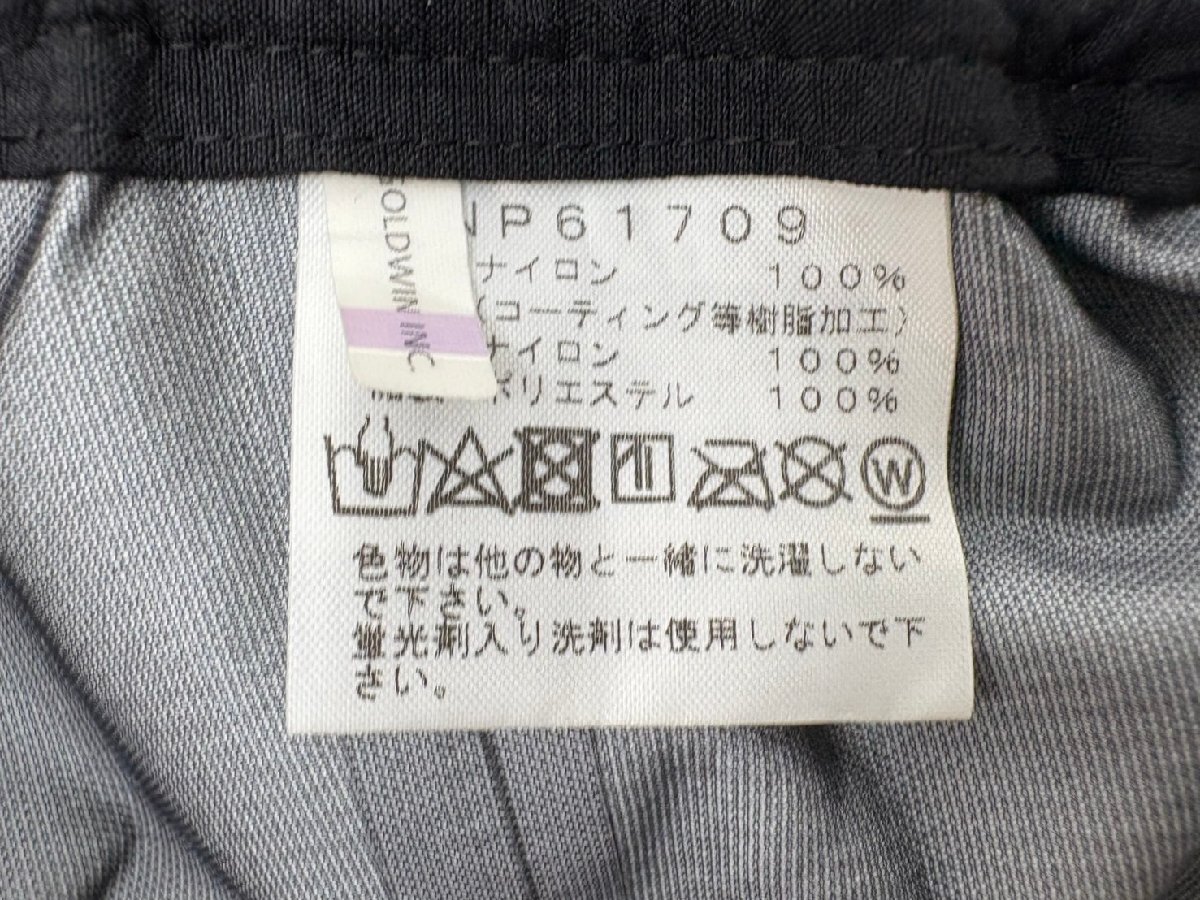 NP61709
ナイロン 100%
(コーティング等樹脂加工)
ナイロン 100%
ポリエステル 100%
GOLDWIN INC
W
色物は他の物と一緒に洗濯しない
で下さい。
蛍光剤入り洗剤は使用しないで下
さい。